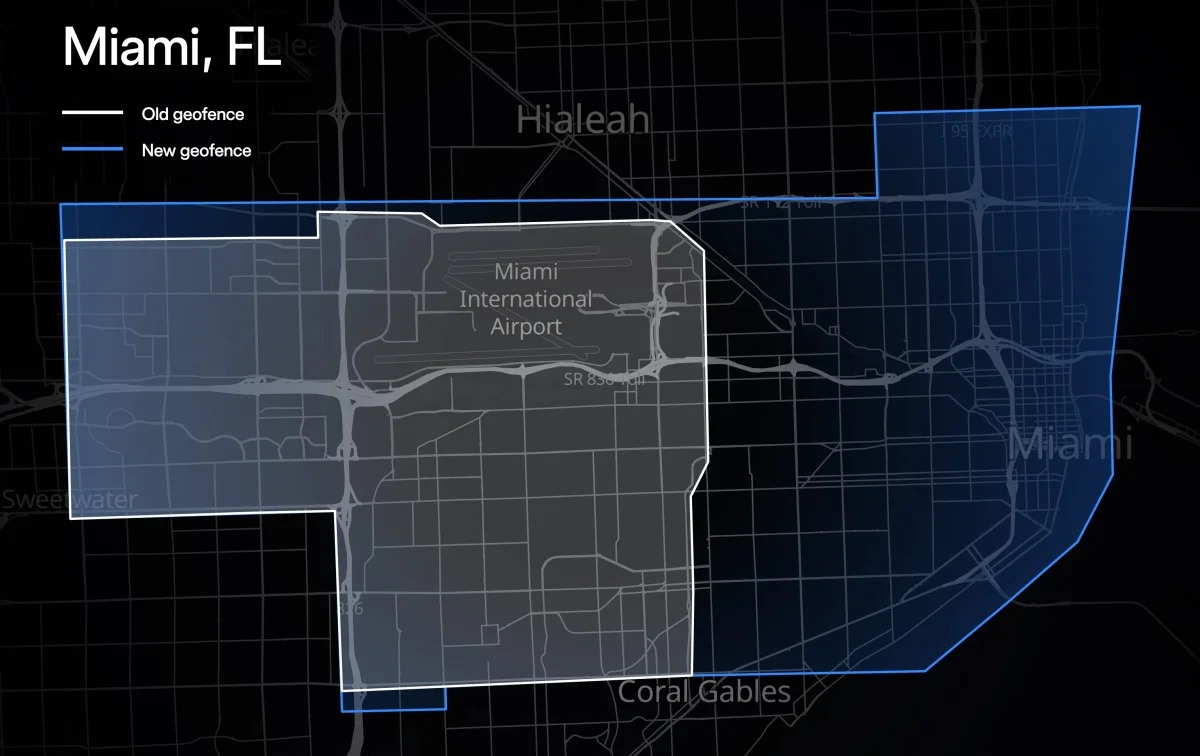 Miami, FL
Old geofence
New geofence
Hialeah
I 95 EXPR
SR 112 Toll
Miami
International
Airport
SR 836 Toll
Miami
Sweetwater
826
Coral Gables